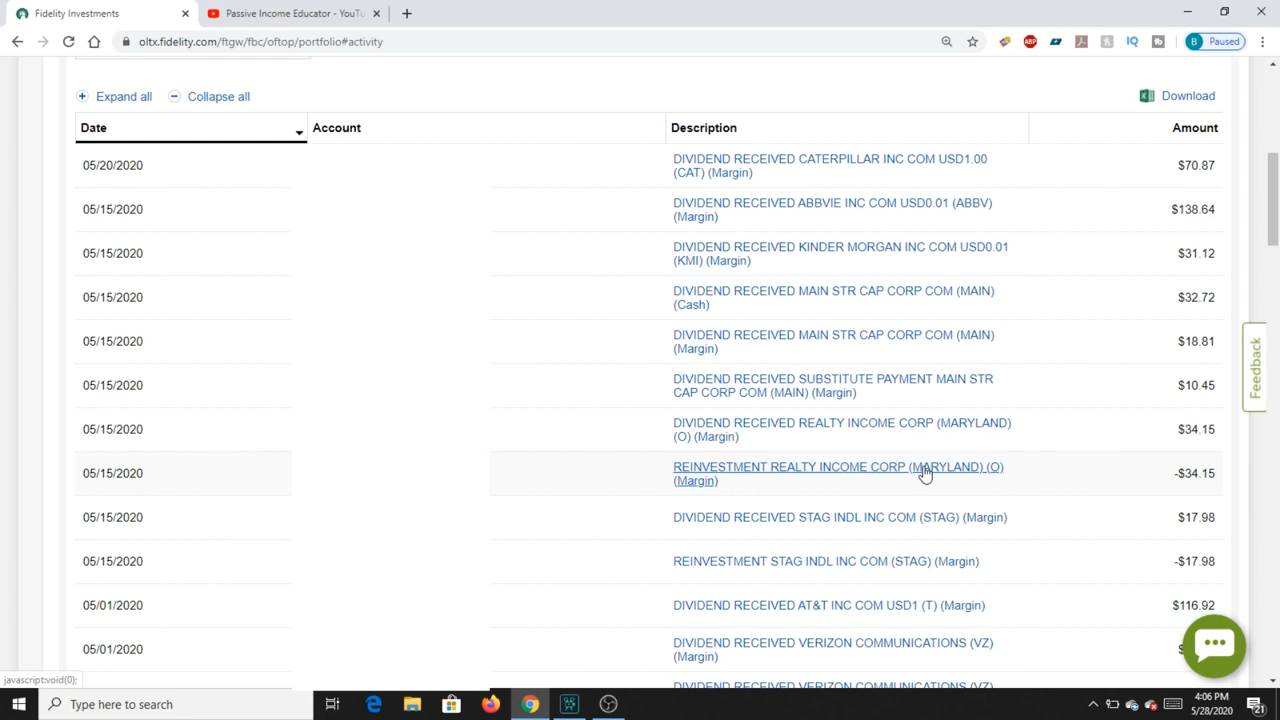 Fidelity Investments
Passive Income Educator - YouTu
oltx.fidelity.com/ftgw/fbc/oftop/portfolio#activity
ABP
IQ
B Paused
Expand all
Collapse all
Download
Date Account Description Amount
05/20/2020 DIVIDEND RECEIVED CATERPILLAR INC COM USD1.00 $70.87
(CAT) (Margin)
05/15/2020 DIVIDEND RECEIVED ABBVIE INC COM USD0.01 (ABBV) $138.64
(Margin)
05/15/2020 DIVIDEND RECEIVED KINDER MORGAN INC COM USD0.01 $31.12
(KMI) (Margin)
05/15/2020 DIVIDEND RECEIVED MAIN STR CAP CORP COM (MAIN) $32.72
(Cash)
05/15/2020 DIVIDEND RECEIVED MAIN STR CAP CORP COM (MAIN) $18.81
(Margin)
05/15/2020 DIVIDEND RECEIVED SUBSTITUTE PAYMENT MAIN STR $10.45
CAP CORP COM (MAIN) (Margin)
05/15/2020 DIVIDEND RECEIVED REALTY INCOME CORP (MARYLAND) $34.15
(O) (Margin)
05/15/2020 REINVESTMENT REALTY INCOME CORP (MARYLAND) (O) -$34.15
(Margin)
05/15/2020 DIVIDEND RECEIVED STAG INDL INC COM (STAG) (Margin) $17.98
05/15/2020 REINVESTMENT STAG INDL INC COM (STAG) (Margin) -$17.98
05/01/2020 DIVIDEND RECEIVED AT&T INC COM USD1 (T) (Margin) $116.92
05/01/2020 DIVIDEND RECEIVED VERIZON COMMUNICATIONS (VZ)
(Margin)
DIVIDEND RECEIVED VERIZON COMMUNICATIONS (VZ)
Feedback
javascript:void(0);
Type here to search
4:06 PM
5/28/2020
21